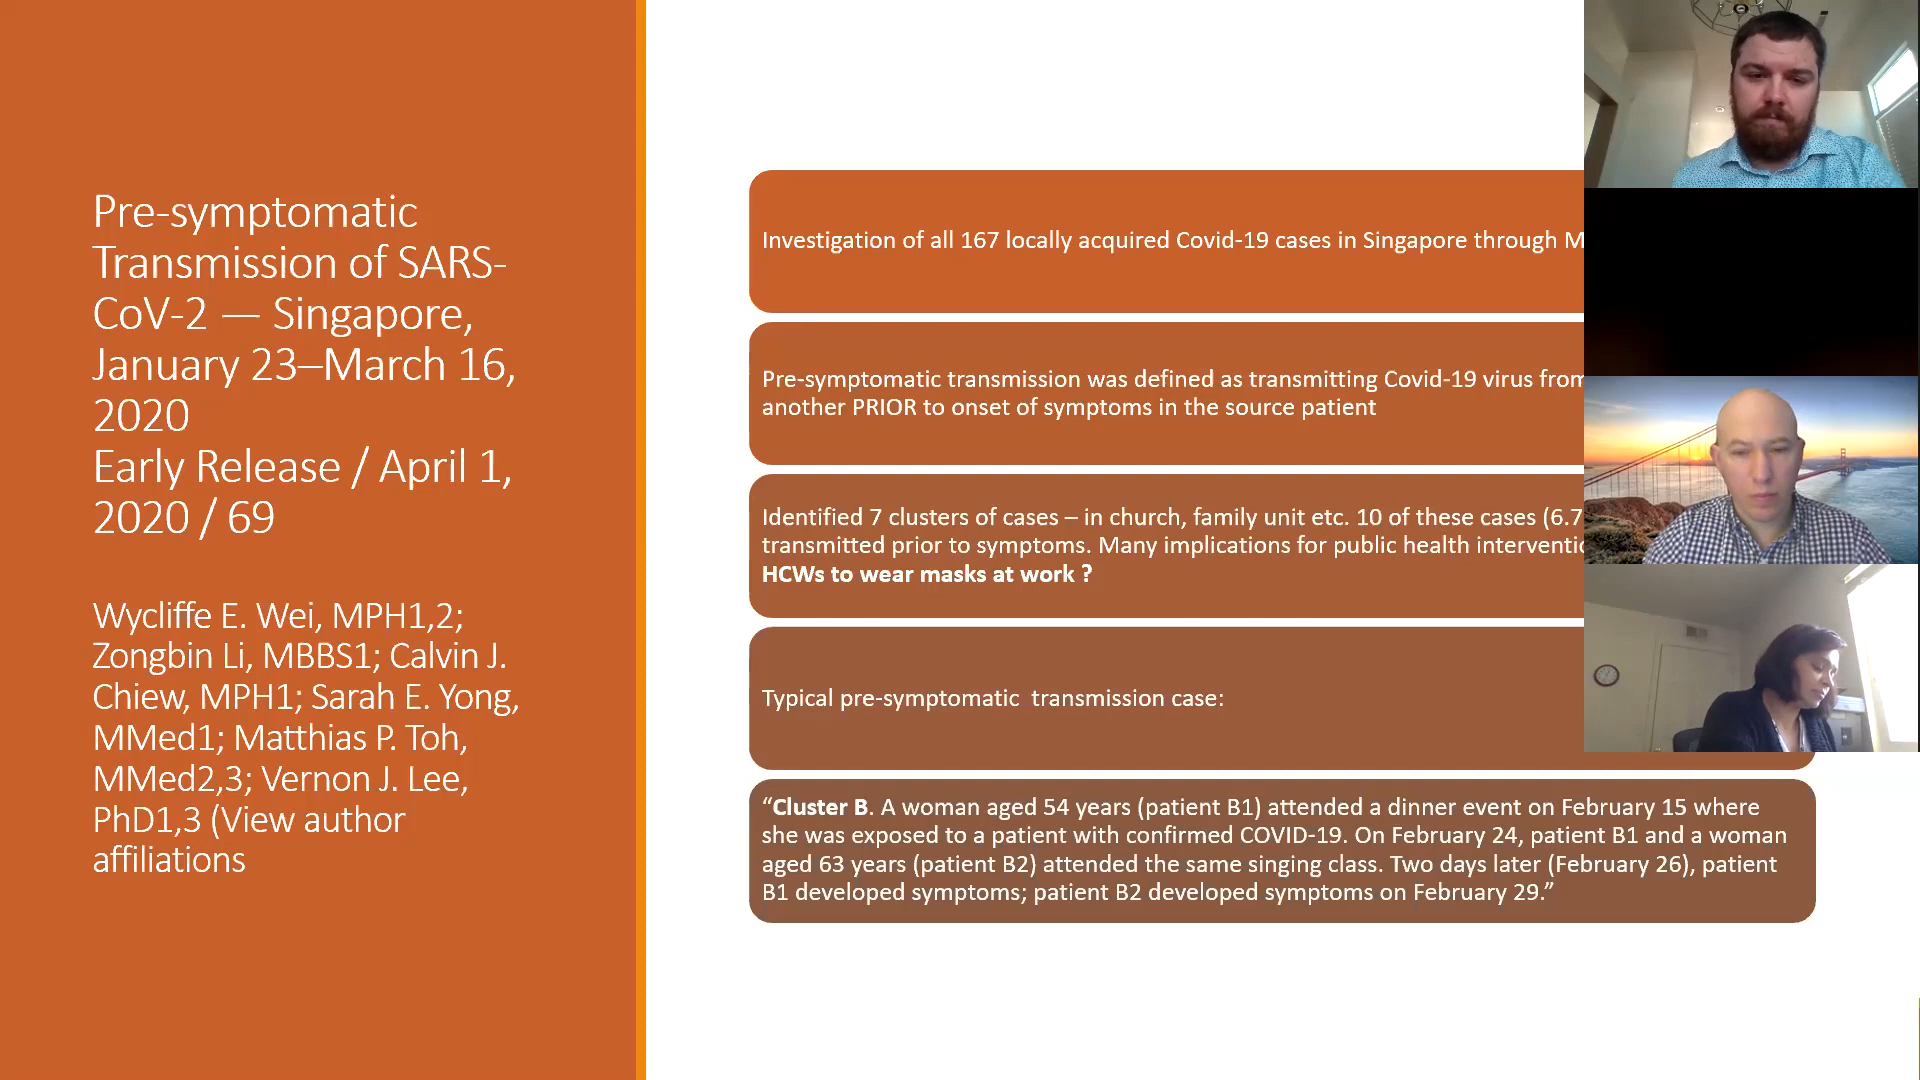 Pre-symptomatic
Transmission of SARS-
CoV-2 — Singapore,
January 23–March 16,
2020
Early Release / April 1,
2020 / 69
Wycliffe E. Wei, MPH1,2;
Zongbin Li, MBBS1; Calvin J.
Chiew, MPH1; Sarah E. Yong,
MMed1; Matthias P. Toh,
MMed2,3; Vernon J. Lee,
PhD1,3 (View author
affiliations
Investigation of all 167 locally acquired Covid-19 cases in Singapore through
Pre-symptomatic transmission was defined as transmitting Covid-19 virus from
another PRIOR to onset of symptoms in the source patient
Identified 7 clusters of cases – in church, family unit etc. 10 of these cases (6.7
transmitted prior to symptoms. Many implications for public health
HCWs to wear masks at work ?
Typical pre-symptomatic  transmission case:
“Cluster B. A woman aged 54 years (patient B1) attended a dinner event on February 15 where
she was exposed to a patient with confirmed COVID-19. On February 24, patient B1 and a woman
aged 63 years (patient B2) attended the same singing class. Two days later (February 26), patient
B1 developed symptoms; patient B2 developed symptoms on February 29.”